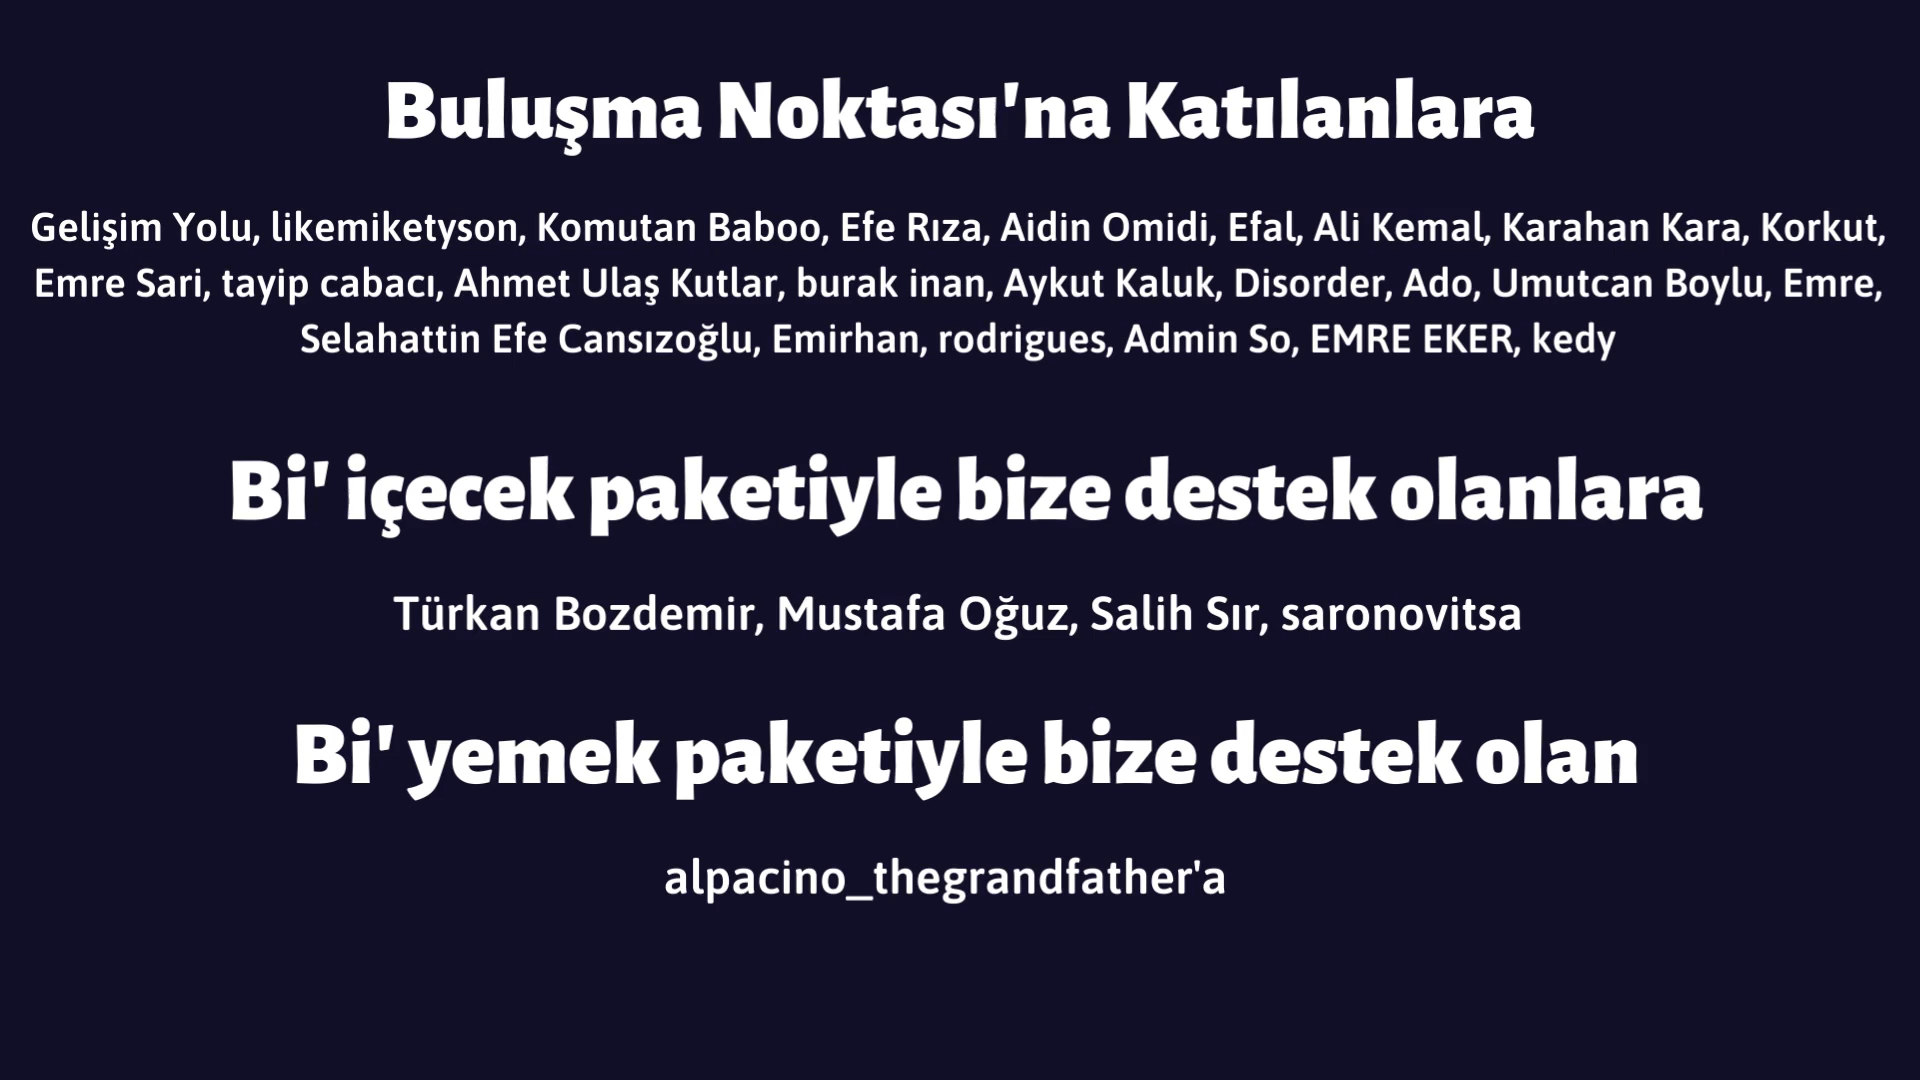 Buluşma Noktası'na Katılanlara
Gelişim Yolu, likemiketyson, Komutan Baboo, Efe Rıza, Aidin Omidi, Efal, Ali Kemal, Karahan Kara, Korkut,
Emre Sari, tayip cabacı, Ahmet Ulaş Kutlar, burak inan, Aykut Kaluk, Disorder, Ado, Umutcan Boylu, Emre,
Selahattin Efe Cansızoğlu, Emirhan, rodrigues, Admin So, EMRE EKER, kedy
Bi' içecek paketiyle bize destek olanlara
Türkan Bozdemir, Mustafa Oğuz, Salih Sır, saronovitsa
Bi' yemek paketiyle bize destek olan
alpacino_thegrandfather'a